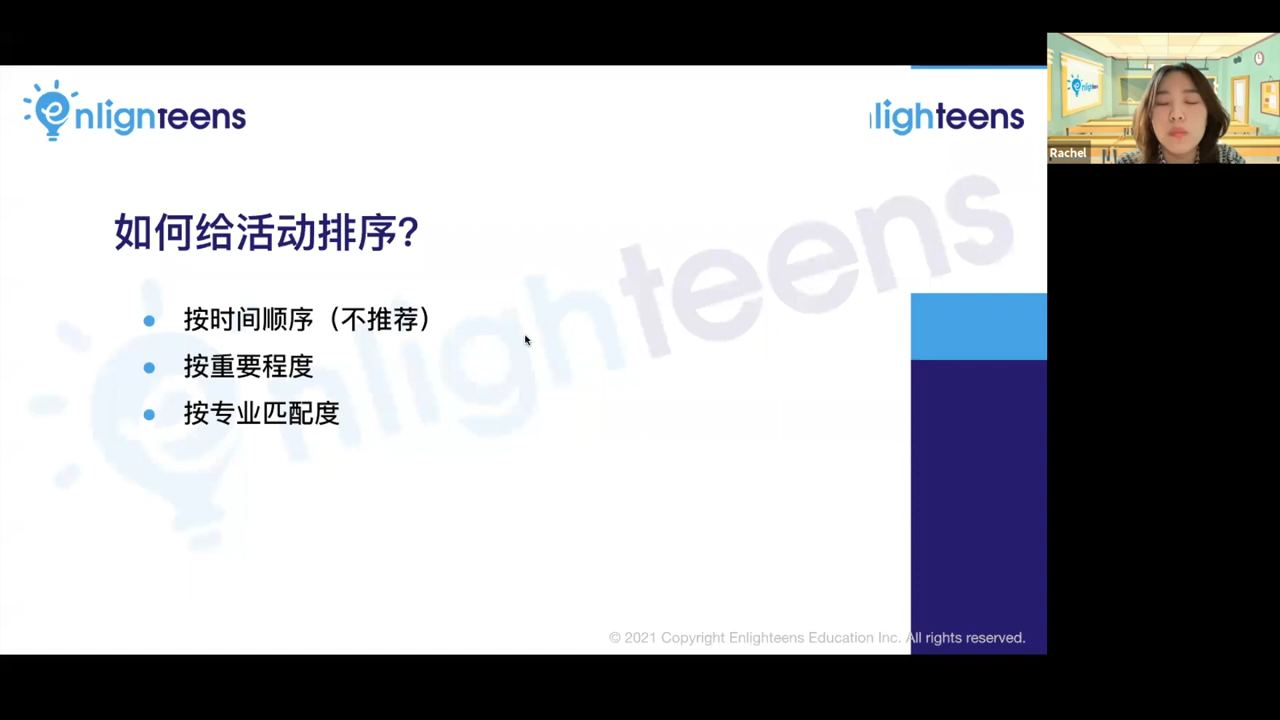 enlignteens
lighteens
Rachel
如何给活动排序?
enlighteens
按时间顺序（不推荐）
按重要程度
按专业匹配度
© 2021 Copyright Enlighteens Education Inc. All rights reserved.